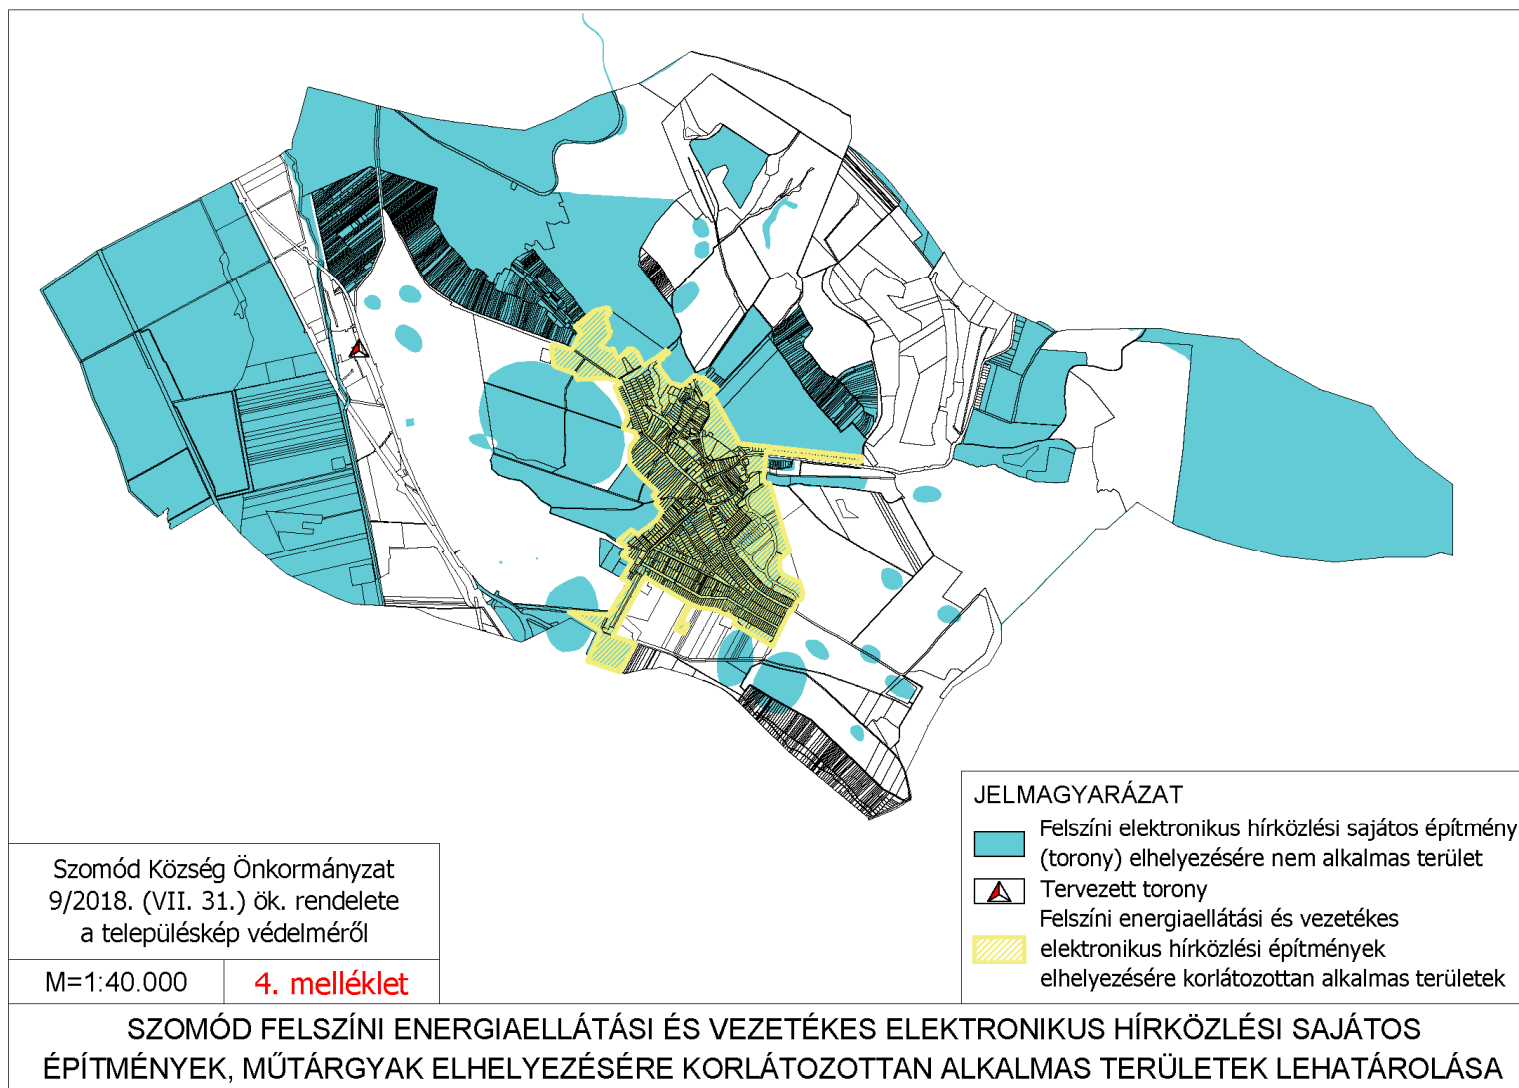 JELMAGYARÁZAT
Felszíni elektronikus hírközlési sajátos építmény
(torony) elhelyezésére nem alkalmas terület
Tervezett torony
Felszíni energiaellátási és vezetékes
elektronikus hírközlési építmények
elhelyezésére korlátozottan alkalmas területek
Szomód Község Önkormányzat
9/2018. (VII. 31.) ök. rendelete
a településkép védelméről
M=1:40.000
4. melléklet
SZOMÓD FELSZÍNI ENERGIAELLÁTÁSI ÉS VEZETÉKES ELEKTRONIKUS HÍRKÖZLÉSI SAJÁTOS
ÉPÍTMÉNYEK, MŰTÁRGYAK ELHELYEZÉSÉRE KORLÁTOZOTTAN ALKALMAS TERÜLETEK LEHATÁROLÁSA